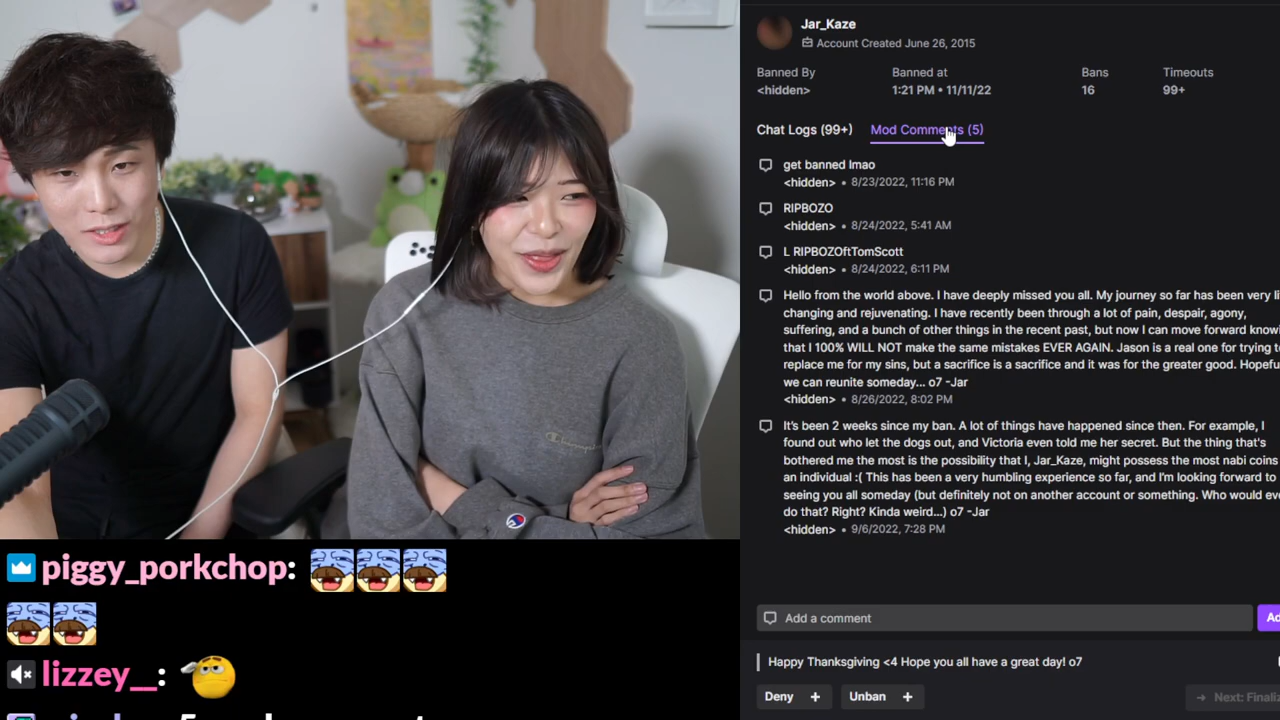 Jar_Kaze
Account Created June 26, 2015
Banned By
Banned at
Bans
Timeouts
<hidden>
1:21 PM • 11/11/22
16
99+
Chat Logs (99+)
Mod Comments (5)
get banned lmao
<hidden> • 8/23/2022, 11:16 PM
RIPBOZO
<hidden> • 8/24/2022, 5:41 AM
L RIPBOZOftTomScott
<hidden> • 8/24/2022, 6:11 PM
Hello from the world above. I have deeply missed you all. My journey so far has been very li
changing and rejuvenating. I have recently been through a lot of pain, despair, agony,
suffering, and a bunch of other things in the recent past, but now I can move forward knowi
that I 100% WILL NOT make the same mistakes EVER AGAIN. Jason is a real one for trying to
replace me for my sins, but a sacrifice is a sacrifice and it was for the greater good. Hopeful
we can reunite someday... o7 -Jar
<hidden> • 8/26/2022, 8:02 PM
It's been 2 weeks since my ban. A lot of things have happened since then. For example, I
found out who let the dogs out, and Victoria even told me her secret. But the thing that's
bothered me the most is the possibility that I, Jar_Kaze, might possess the most nabi coins
an individual :( This has been a very humbling experience so far, and I'm looking forward to
seeing you all someday (but definitely not on another account or something. Who would eve
do that? Right? Kinda weird...) o7 -Jar
<hidden> • 9/6/2022, 7:28 PM
Add a comment
Ad
Happy Thanksgiving <4 Hope you all have a great day! o7
Deny +
Unban +
Next: Finaliz
Champion
piggy_porkchop:
lizzey__: